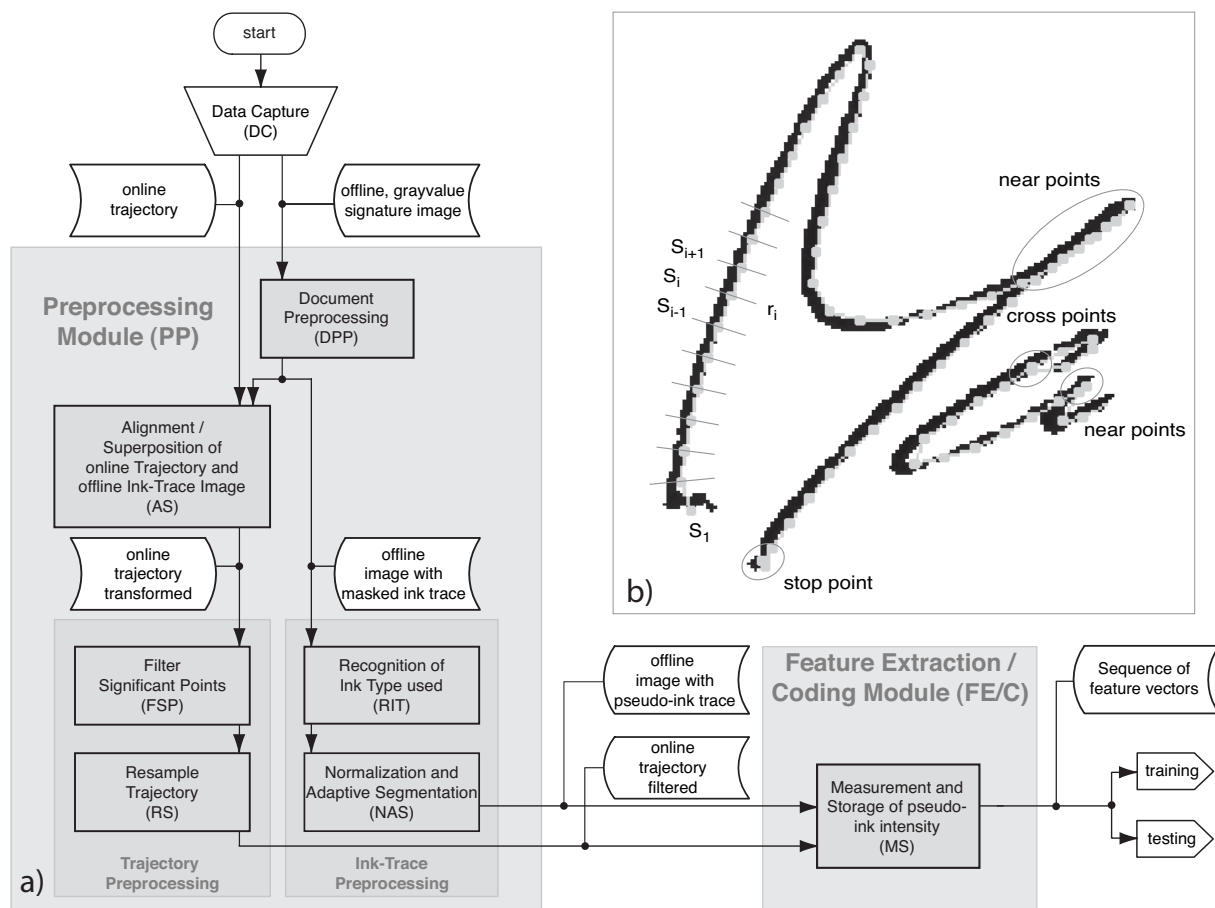 start
Data Capture
(DC)
online
trajectory
offline, grayvalue
signature image
Preprocessing
Module (PP)
Document
Preprocessing
(DPP)
Alignment /
Superposition of
online Trajectory and
offline Ink-Trace Image
(AS)
online
trajectory
transformed
offline
image with
masked ink trace
Filter
Significant Points
(FSP)
Recognition of
Ink Type used
(RIT)
Resample
Trajectory
(RS)
Normalization and
Adaptive Segmentation
(NAS)
Trajectory
Preprocessing
Ink-Trace
Preprocessing
a)
offline
image with
pseudo-ink trace
online
trajectory
filtered
Feature Extraction /
Coding Module (FE/C)
Measurement and
Storage of pseudo-
ink intensity
(MS)
Sequence of
feature vectors
training
testing
near points
S_{i+1}
S_i
S_{i-1}
r_i
cross points
near points
S_1
stop point
b)